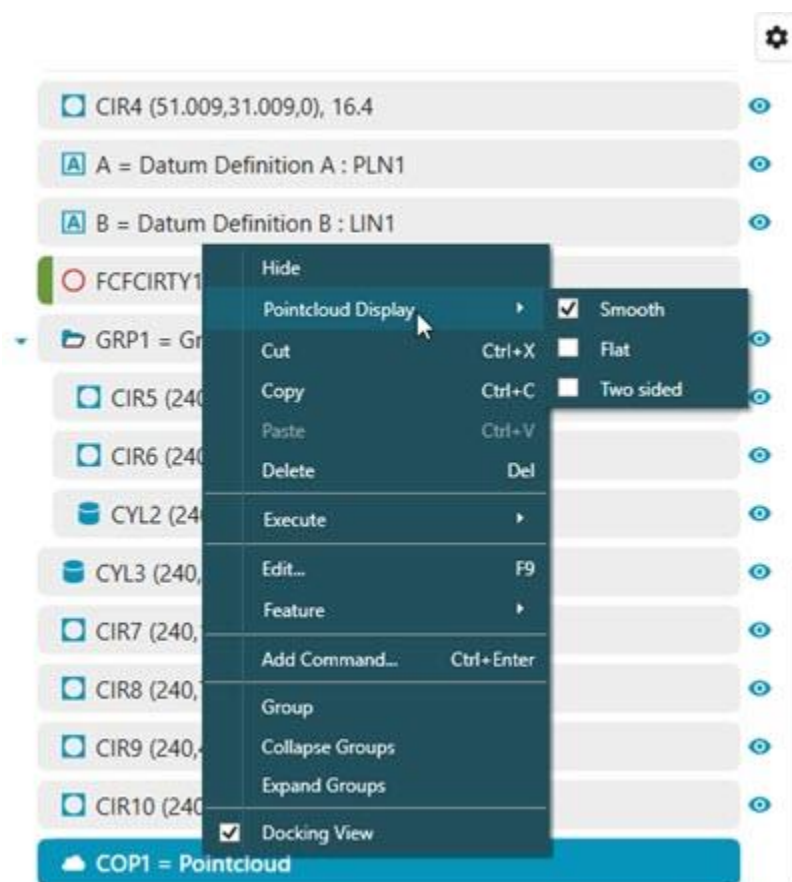 CIR4 (51.009,31.009,0), 16.4
A = Datum Definition A : PLN1
B = Datum Definition B : LIN1
FCFCIRTY1
GRP1 = Gr
CIR5 (240
CIR6 (240
CYL2 (24
CYL3 (240,
CIR7 (240,
CIR8 (240,
CIR9 (240,4
CIR10 (240
COP1 = Pointcloud
Hide
Pointcloud Display
Cut Ctrl+X
Copy Ctrl+C
Paste Ctrl+V
Delete Del
Execute
Edit... F9
Feature
Add Command... Ctrl+Enter
Group
Collapse Groups
Expand Groups
Docking View
Smooth
Flat
Two sided